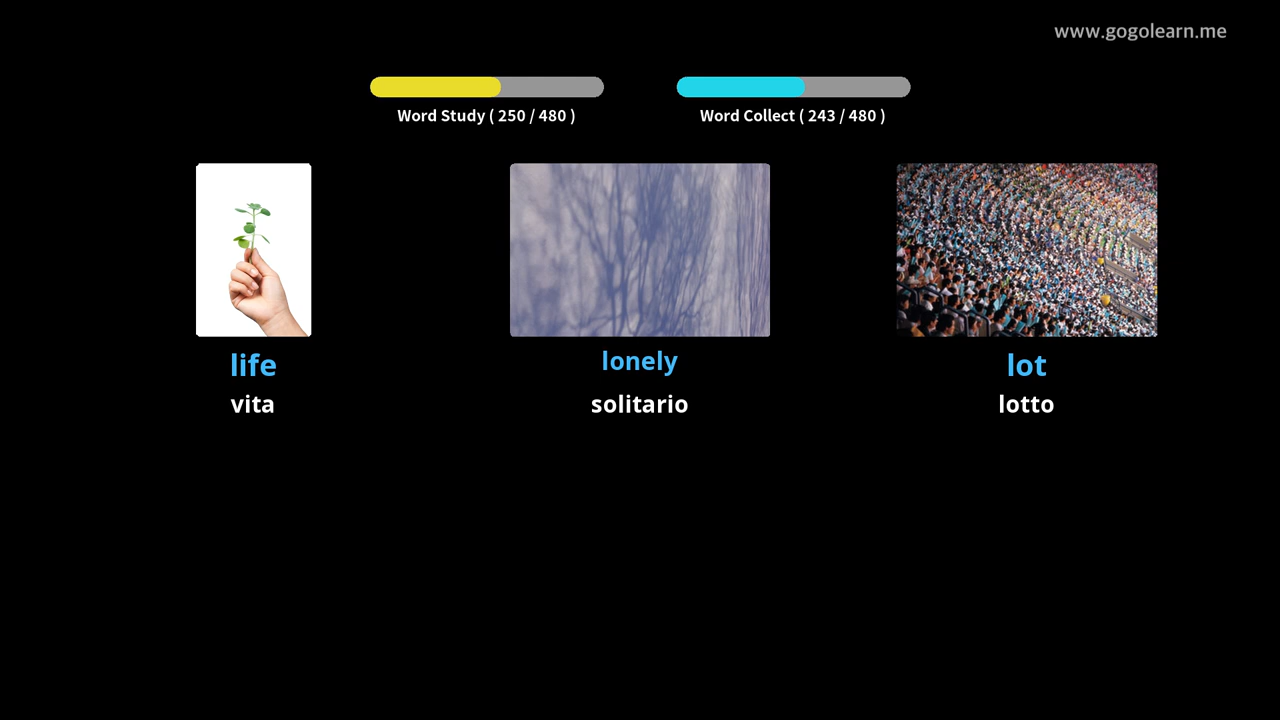 www.gogolearn.me
Word Study ( 250 / 480 )
Word Collect ( 243 / 480 )
life
vita
lonely
solitario
lot
lotto